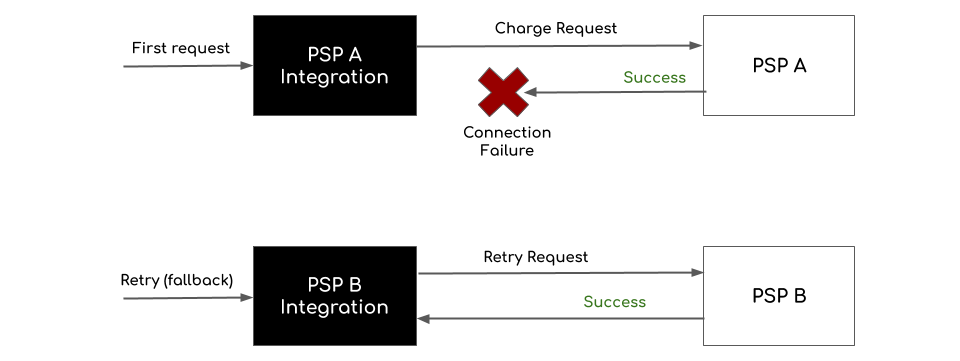 First request
PSP A
Integration
Charge Request
Success
Connection
Failure
PSP A
Retry (fallback)
PSP B
Integration
Retry Request
Success
PSP B